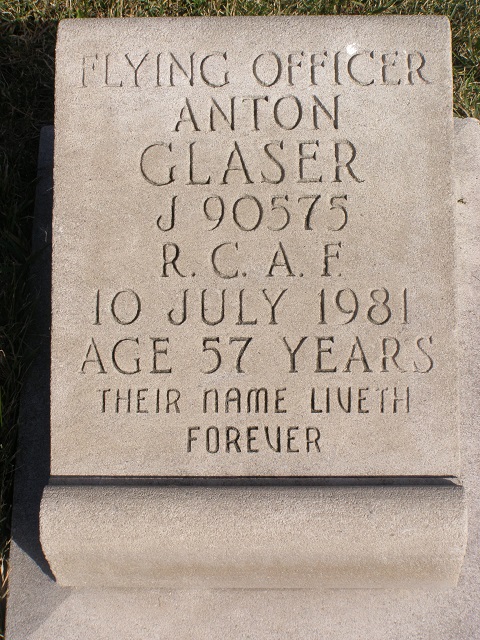 FLYING OFFICER
ANTON
GLASER
J 90575
R. C. A. F.
10 JULY 1981
AGE 57 YEARS
THEIR NAME LIVETH
FOREVER